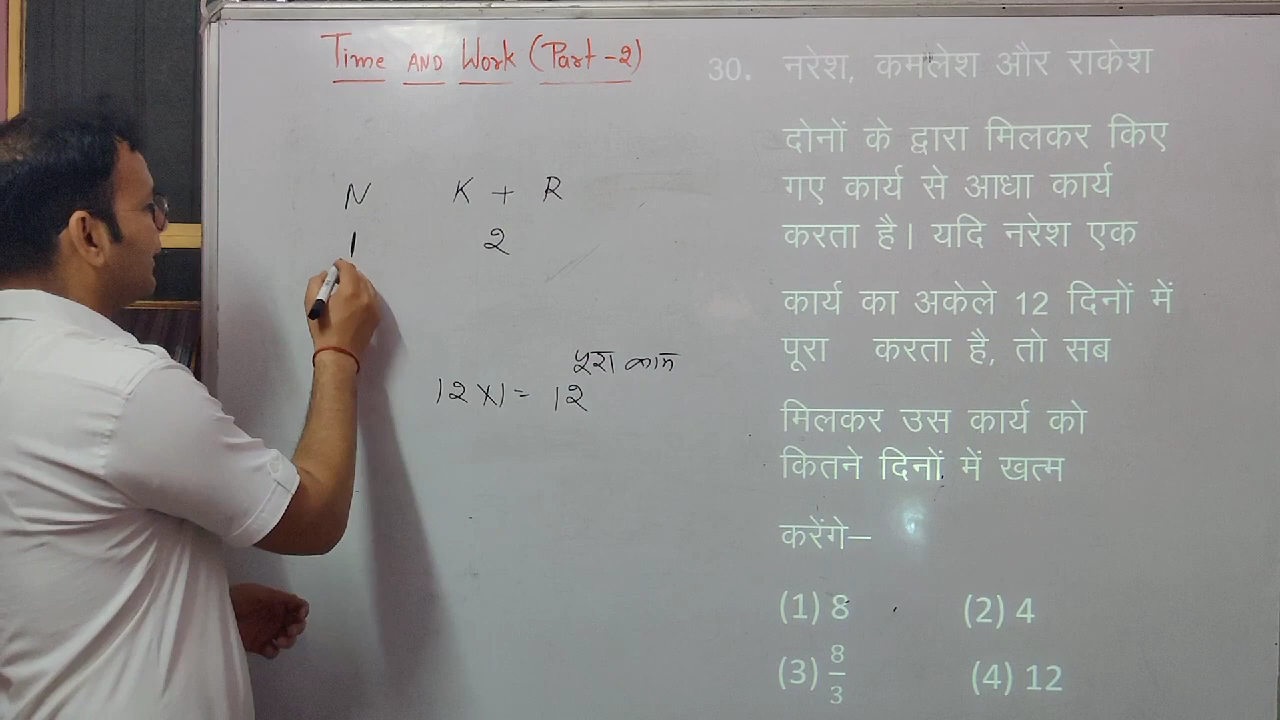 Time AND Work (Part-2)
N K + R
1 2
पूरा काम
12 X1 = 12
30. नरेश, कमलेश और राकेश
दोनों के द्वारा मिलकर किए
गए कार्य से आधा कार्य
करता है। यदि नरेश एक
कार्य का अकेले 12 दिनों में
पूरा करता है, तो सब
मिलकर उस कार्य को
कितने दिनों में खत्म
करेंगे–
(1) 8 (2) 4
(3) 8/3 (4) 12